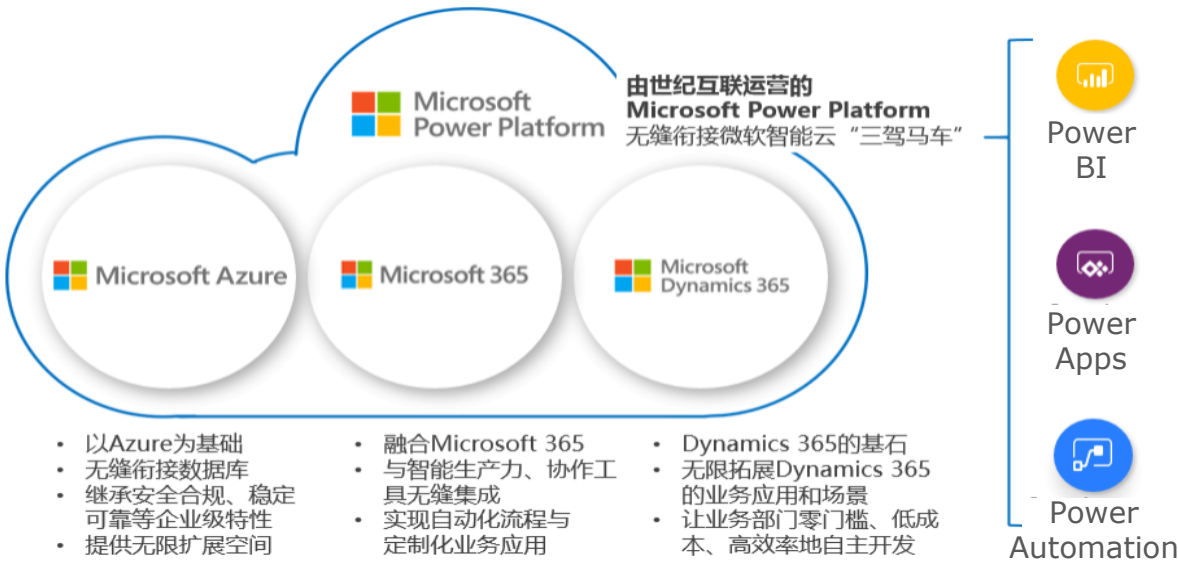 Microsoft
Power Platform
由世纪互联运营的
Microsoft Power Platform
无缝衔接微软智能云“三驾马车”
Microsoft Azure
Microsoft 365
Microsoft
Dynamics 365
• 以Azure为基础
• 无缝衔接数据库
• 继承安全合规、稳定
可靠等企业级特性
• 提供无限扩展空间
• 融合Microsoft 365
• 与智能生产力、协作工
具无缝集成
• 实现自动化流程与
定制化业务应用
• Dynamics 365的基石
• 无限拓展Dynamics 365
的业务应用和场景
• 让业务部门零门槛、低成
本、高效率地自主开发
Power
BI
Power
Apps
Power
Automation